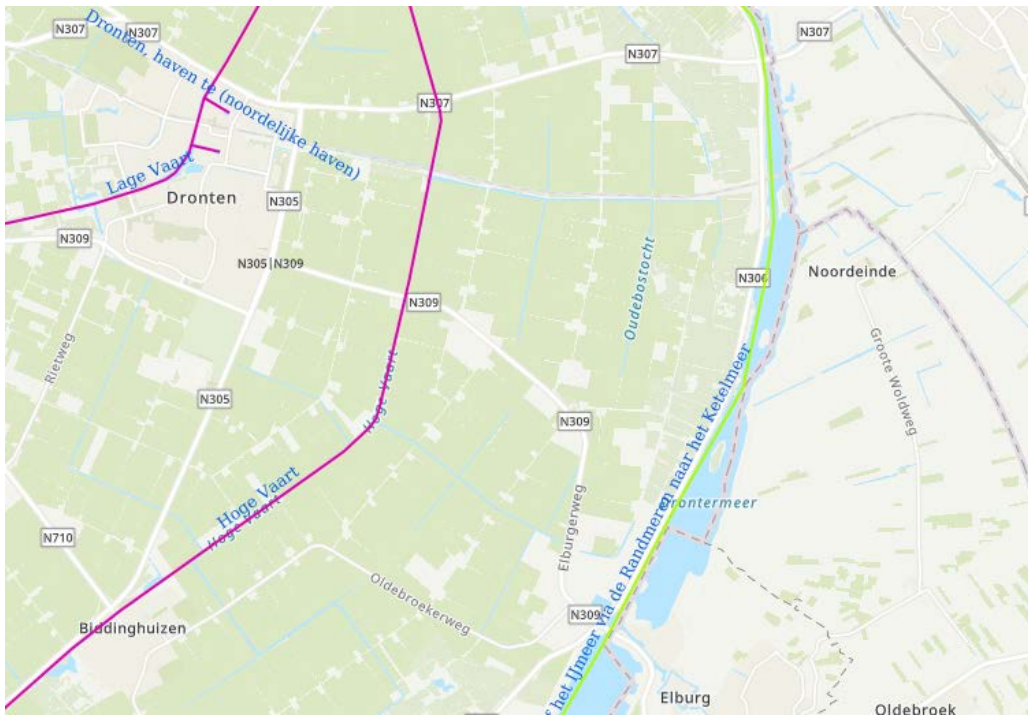 N307
N307
N307
N307
N307
Dronten, haven te (noordelijke haven)
Lage Vaart
Dronten
N305
N309
N305|N309
N309
N306
Noordeinde
Oudebostocht
Rietweg
Groote Woldweg
Hoge Vaart
N305
N309
het IJmeer via de Randmeren naar het Ketelmeer
Hoge Vaart
Hoge Vaart
Drontermeer
N710
Elburgerweg
Oldebroekerweg
N309
Biddinghuizen
Elburg
Oldebroek